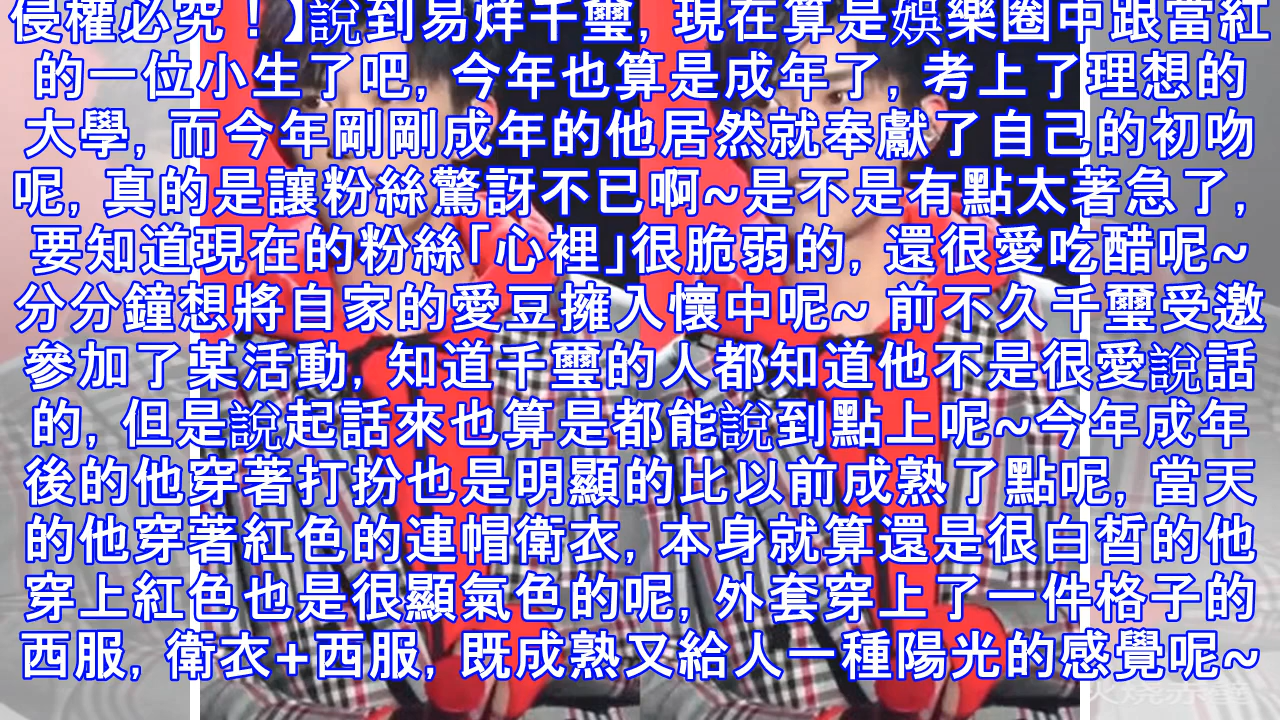 侵權必究！】說到易烊千璽, 現在算是娛樂圈中跟當紅
的一位小生了吧, 今年也算是成年了, 考上了理想的
大學, 而今年剛剛成年的他居然就奉獻了自己的初吻
呢, 真的是讓粉絲驚訝不已啊~是不是有點太著急了,
要知道現在的粉絲「心裡」很脆弱的, 還很愛吃醋呢~
分分鐘想將自家的愛豆擁入懷中呢~ 前不久千璽受邀
參加了某活動, 知道千璽的人都知道他不是很愛說話
的, 但是說起話來也算是都能說到點上呢~今年成年
後的他穿著打扮也是明顯的比以前成熟了點呢, 當天
的他穿著紅色的連帽衛衣, 本身就算還是很白皙的他
穿上紅色也是很顯氣色的呢, 外套穿上了一件格子的
西服, 衛衣+西服, 既成熟又給人一種陽光的感覺呢~